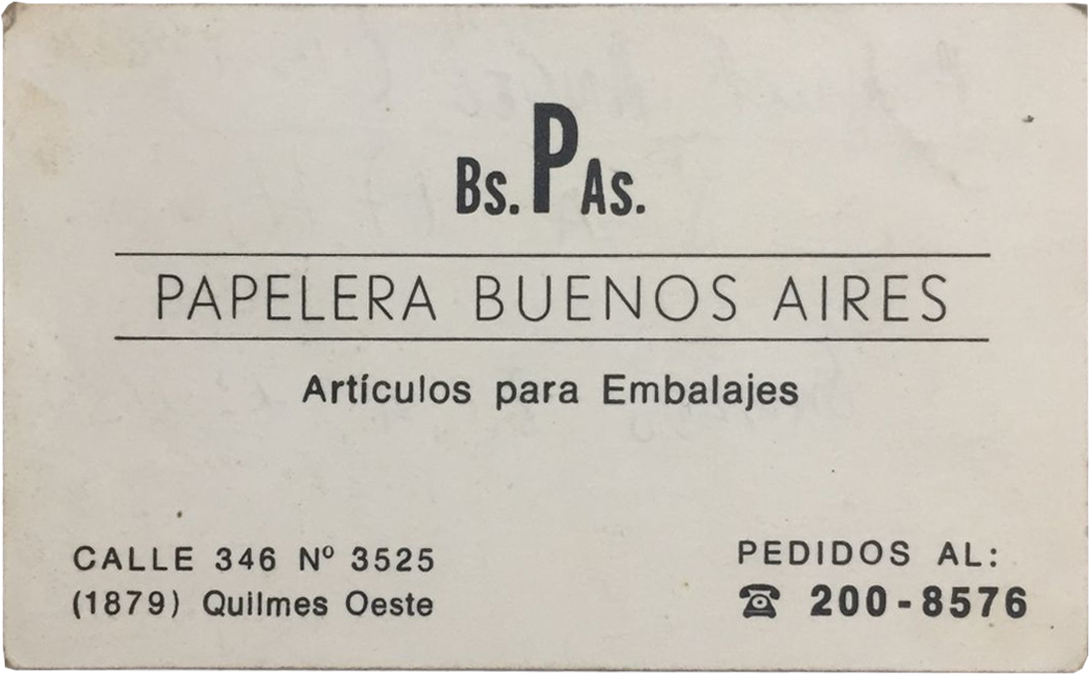 Bs. P As.
PAPELERA BUENOS AIRES
Artículos para Embalajes
CALLE 346 Nº 3525
(1879) Quilmes Oeste
PEDIDOS AL:
☎ 200-8576